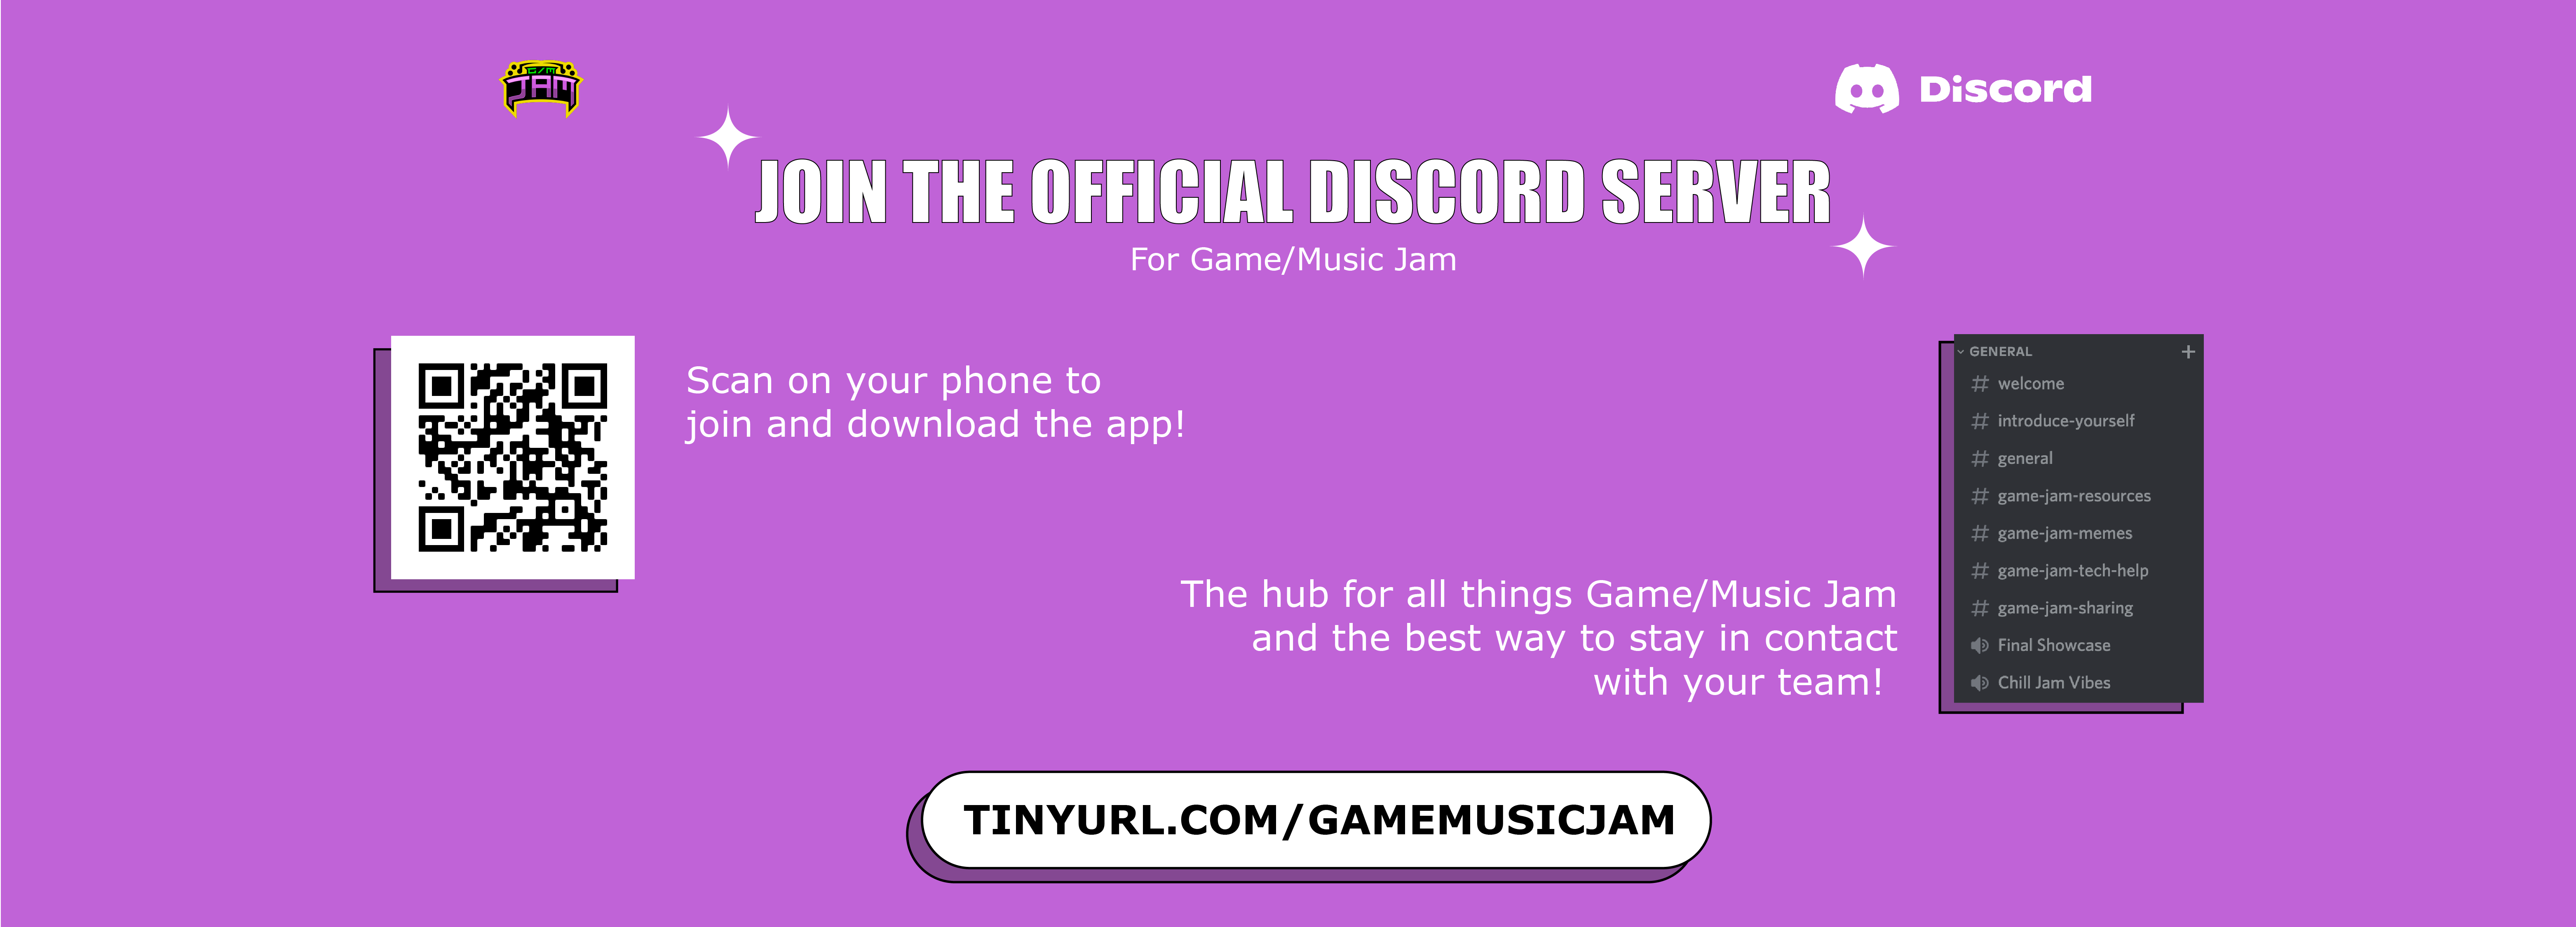 G/M
JAM
Discord
JOIN THE OFFICIAL DISCORD SERVER
For Game/Music Jam
Scan on your phone to
join and download the app!
GENERAL
welcome
introduce-yourself
general
game-jam-resources
game-jam-memes
game-jam-tech-help
game-jam-sharing
Final Showcase
Chill Jam Vibes
The hub for all things Game/Music Jam
and the best way to stay in contact
with your team!
TINYURL.COM/GAMEMUSICJAM